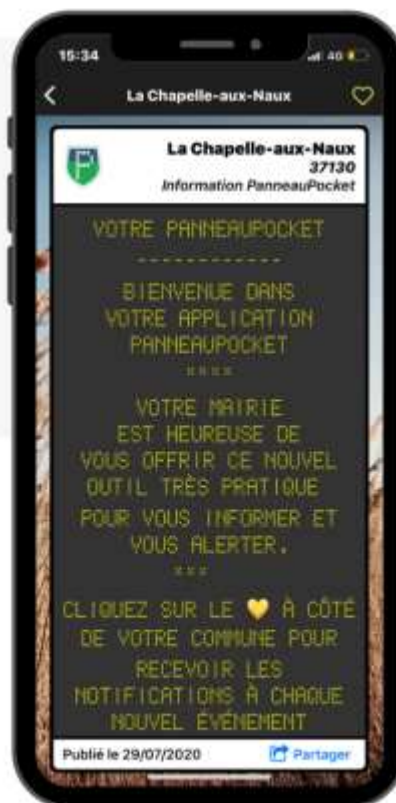 15:34
4G
La Chapelle-aux-Naux
La Chapelle-aux-Naux
37130
Information PanneauPocket
VOTRE PANNEAUPOCKET
------------
BIENVENUE DANS
VOTRE APPLICATION
PANNEAUPOCKET
****
VOTRE MAIRIE
EST HEUREUSE DE
VOUS OFFRIR CE NOUVEL
OUTIL TRÈS PRATIQUE
POUR VOUS INFORMER ET
VOUS ALERTER.
***
CLIQUEZ SUR LE 💛 À CÔTÉ
DE VOTRE COMMUNE POUR
RECEVOIR LES
NOTIFICATIONS À CHAQUE
NOUVEL ÉVÉNEMENT
Publié le 29/07/2020
Partager